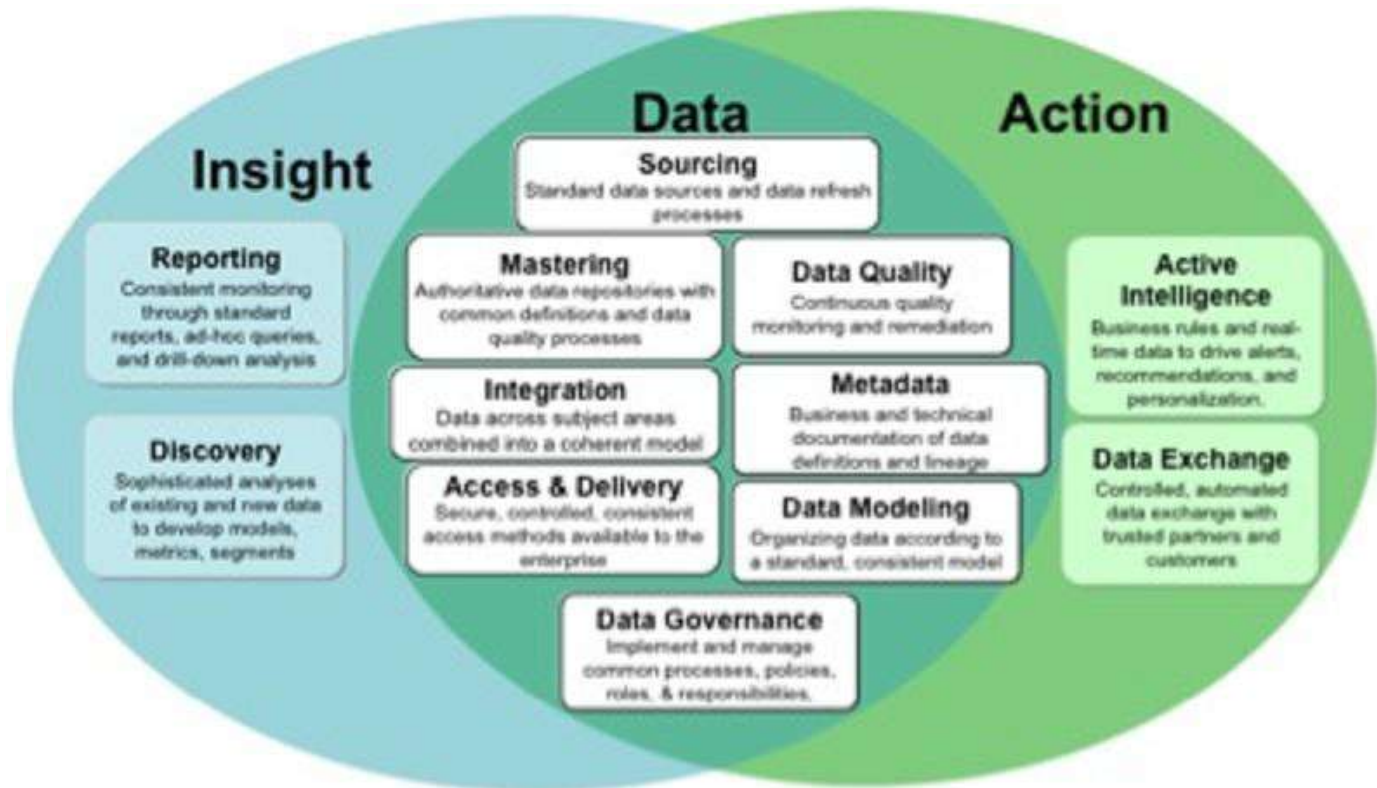 Insight
Data
Action
Sourcing
Standard data sources and data refresh
processes
Reporting
Consistent monitoring
through standard
reports, ad-hoc queries,
and drill-down analysis
Discovery
Sophisticated analyses
of existing and new data
to develop models,
metrics, segments
Mastering
Authoritative data repositories with
common definitions and data
quality processes
Data Quality
Continuous quality
monitoring and remediation
Integration
Data across subject areas
combined into a coherent model
Metadata
Business and technical
documentation of data
definitions and lineage
Access & Delivery
Secure, controlled, consistent
access methods available to the
enterprise
Data Modeling
Organizing data according to
a standard, consistent model
Data Governance
Implement and manage
common processes, policies,
roles, & responsibilities.
Active
Intelligence
Business rules and real-
time data to drive alerts,
recommendations, and
personalization.
Data Exchange
Controlled, automated
data exchange with
trusted partners and
customers